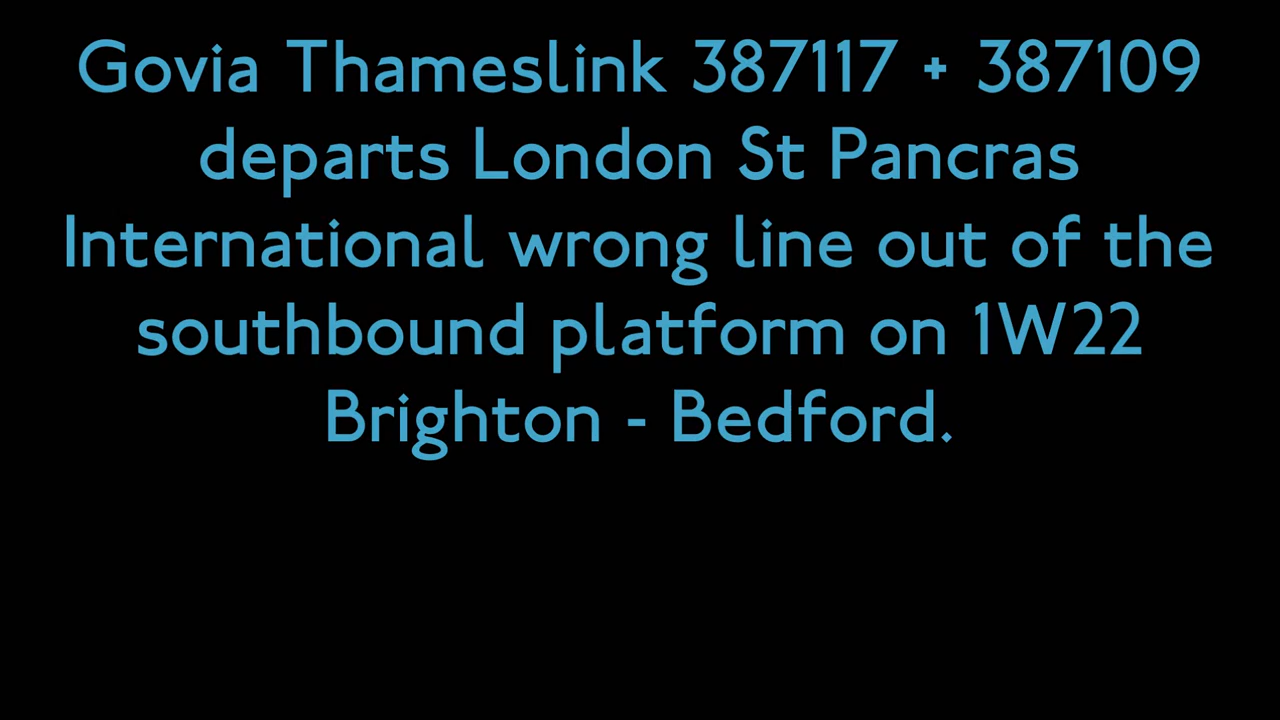 Govia Thameslink 387117 + 387109
departs London St Pancras
International wrong line out of the
southbound platform on 1W22
Brighton - Bedford.